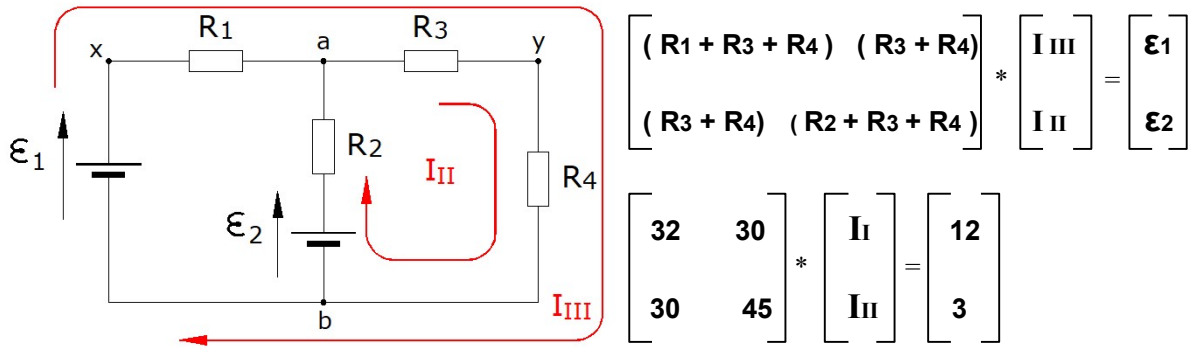 R1
a
R3
y
x
ε1
R2
III
R4
ε2
b
IIII
( R1 + R3 + R4 ) ( R3 + R4)
( R3 + R4) ( R2 + R3 + R4 )
*
I III
I II
=
ε1
ε2
32 30
30 45
*
II
III
=
12
3